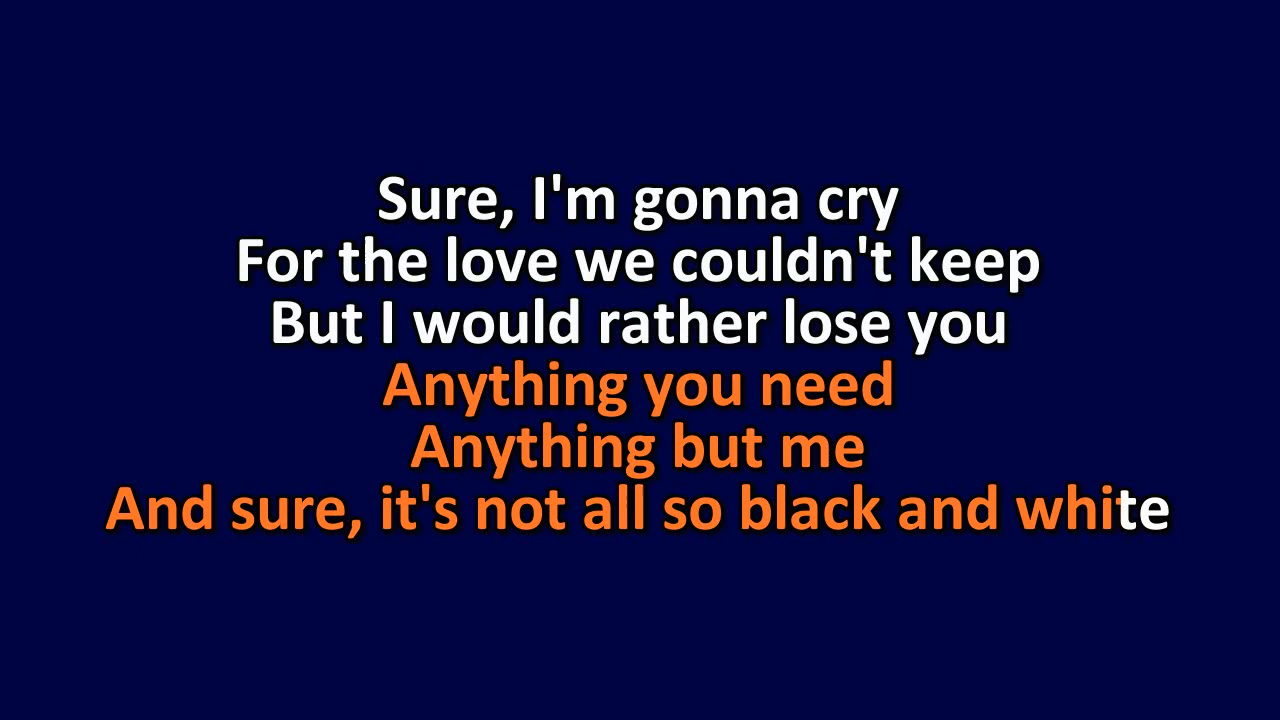 Sure, I'm gonna cry
For the love we couldn't keep
But I would rather lose you
Anything you need
Anything but me
And sure, it's not all so black and white